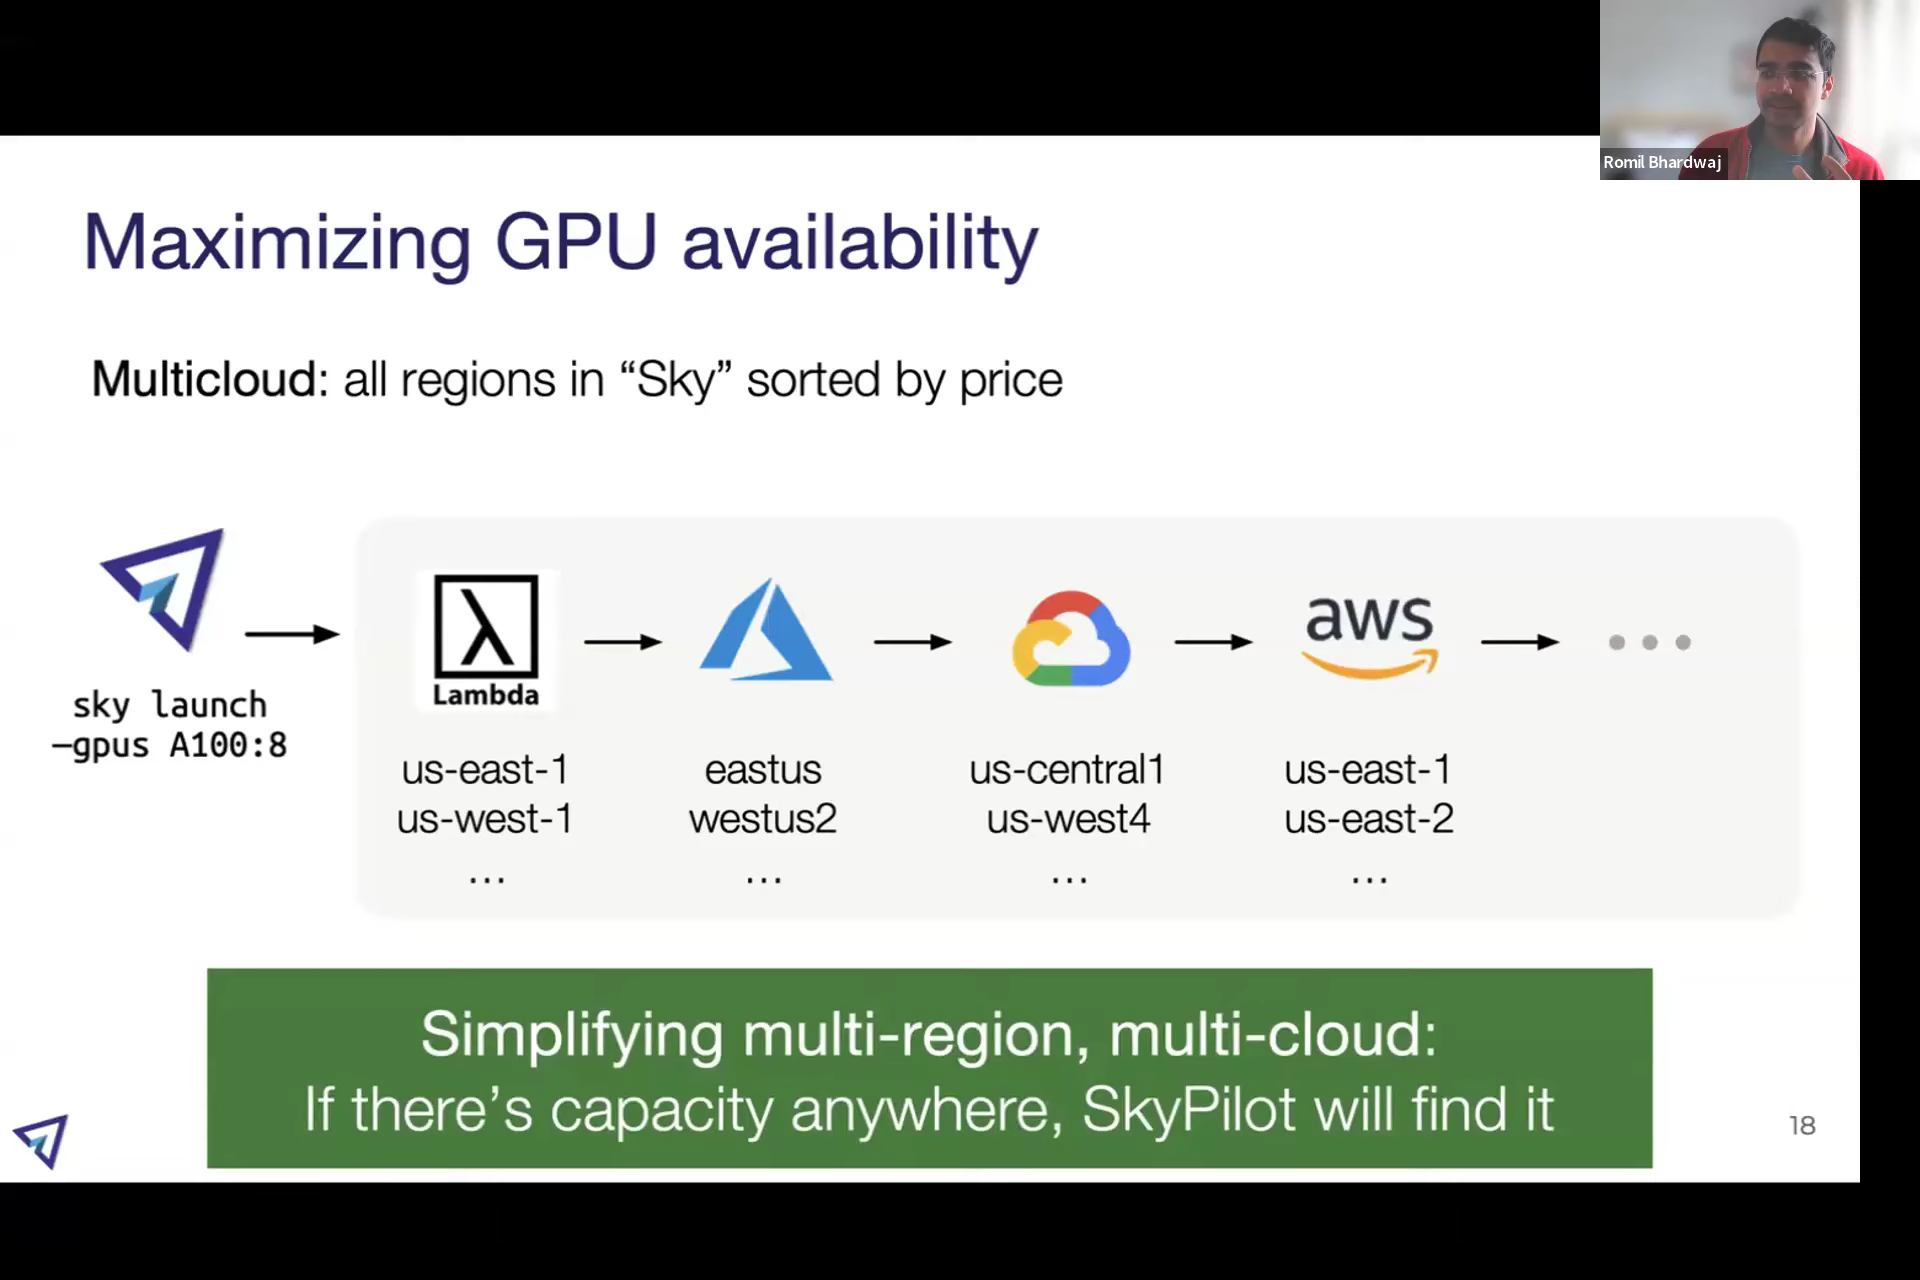 Romil Bhardwaj
Maximizing GPU availability
Multicloud: all regions in “Sky” sorted by price
sky launch
–gpus A100:8
Lambda
us-east-1
us-west-1
...
eastus
westus2
...
us-central1
us-west4
...
aws
us-east-1
us-east-2
...
Simplifying multi-region, multi-cloud:
If there’s capacity anywhere, SkyPilot will find it
18